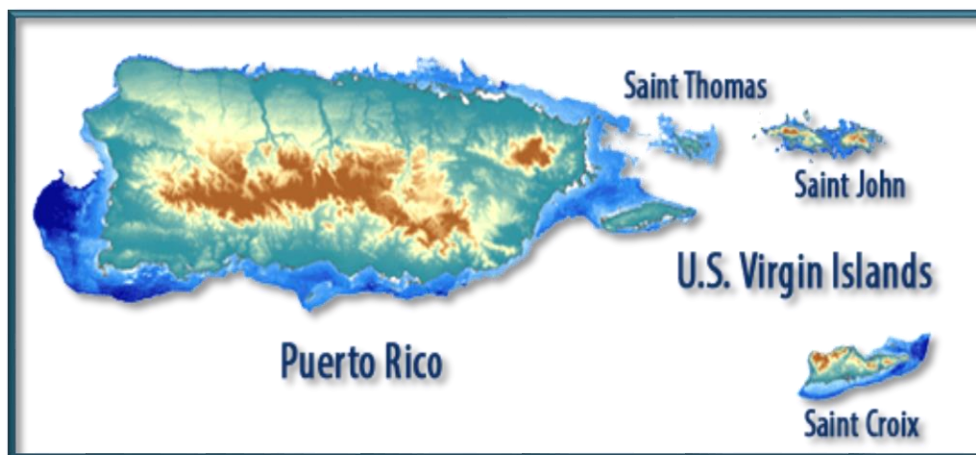 Saint Thomas
Saint John
U.S. Virgin Islands
Puerto Rico
Saint Croix